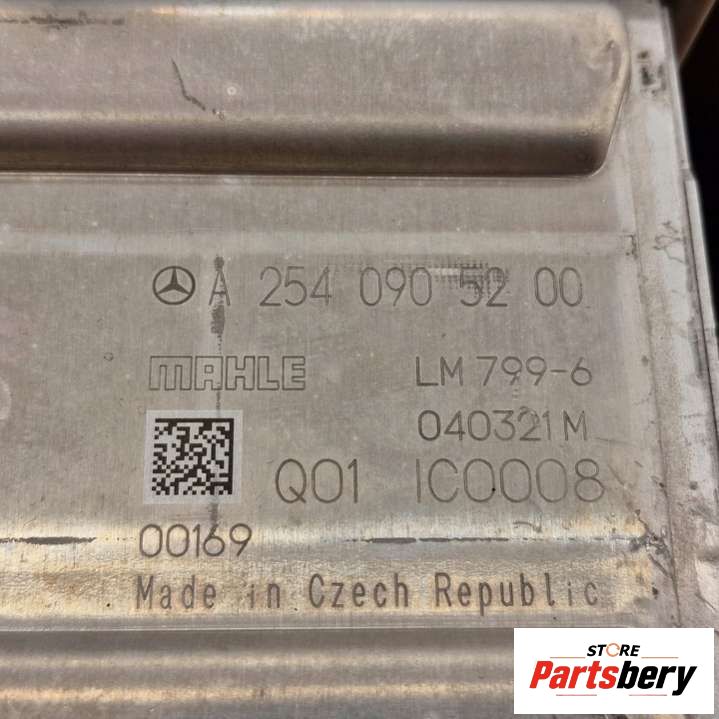 A 254 090 52 00
MAHLE LM 799-6
040321M
Q01 IC0008
00169
Made in Czech Republic
STORE
Partsbery